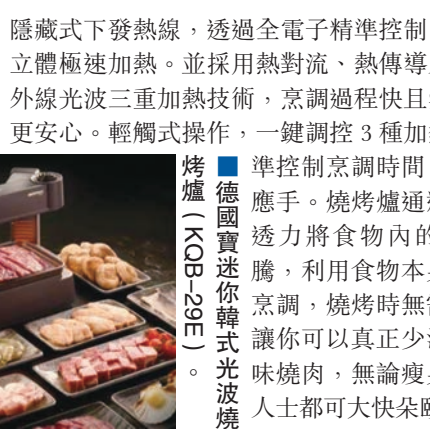 隱藏式下發熱線，透過全電子精準控制
立體極速加熱。並採用熱對流、熱傳導
外線光波三重加熱技術，烹調過程快且
更安心。輕觸式操作，一鍵調控 3 種加
準控制烹調時間
應手。燒烤爐通
透力將食物內的
騰，利用食物本
烹調，燒烤時無
讓你可以真正少
味燒肉，無論瘦
人士都可大快朵頤
■德國寶迷你韓式光波燒
烤爐（KQB-29E）。